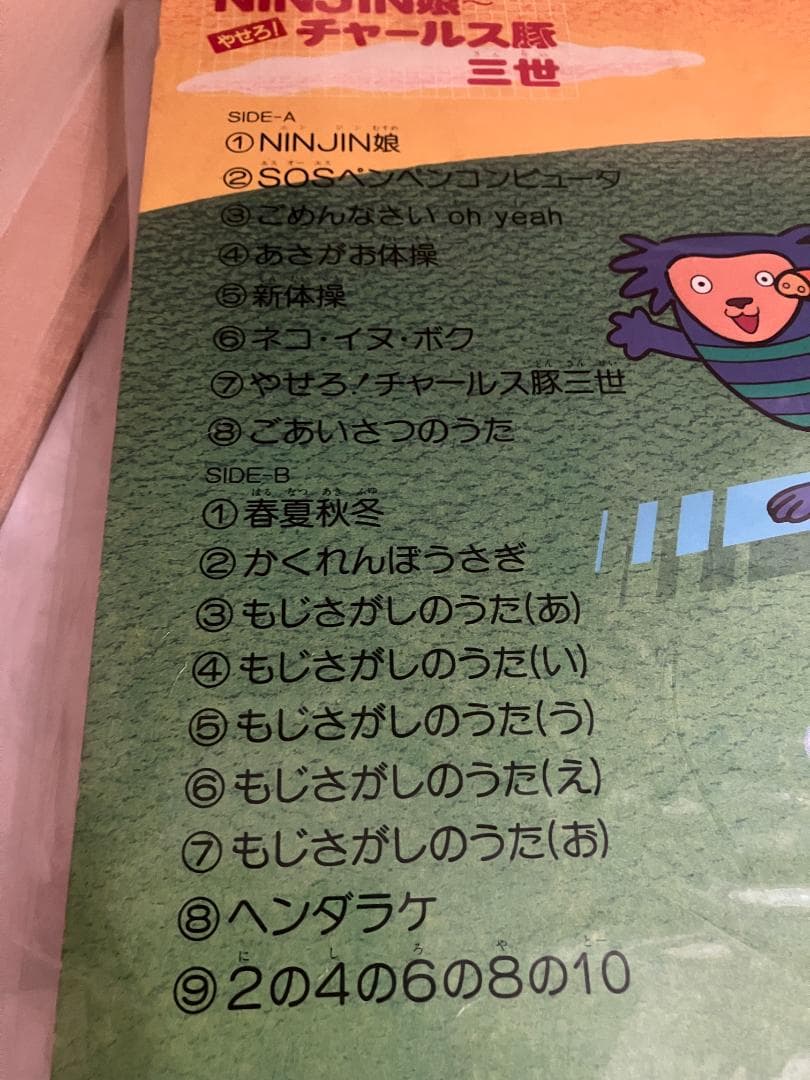 NINJIN娘〜
やせろ! チャールス豚
三世
SIDE-A
①NINJIN娘
②SOSペンペンコンピュータ
③ごめんなさい oh yeah
④あさがお体操
⑤新体操
⑥ネコ・イヌ・ボク
⑦やせろ!チャールス豚三世
⑧ごあいさつのうた
SIDE-B
①春夏秋冬
②かくれんぼうさぎ
③もじさがしのうた(あ)
④もじさがしのうた(い)
⑤もじさがしのうた(う)
⑥もじさがしのうた(え)
⑦もじさがしのうた(お)
⑧ヘンダラケ
⑨2の4の6の8の10